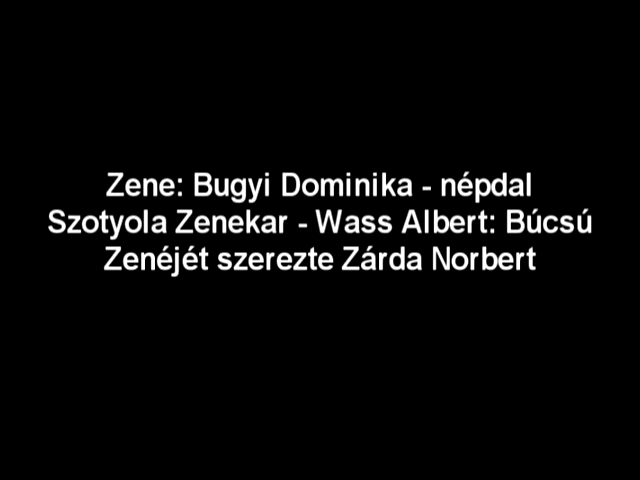 Zene: Bugyi Dominika - népdal
Szotyola Zenekar - Wass Albert: Búcsú
Zenéjét szerezte Zárda Norbert